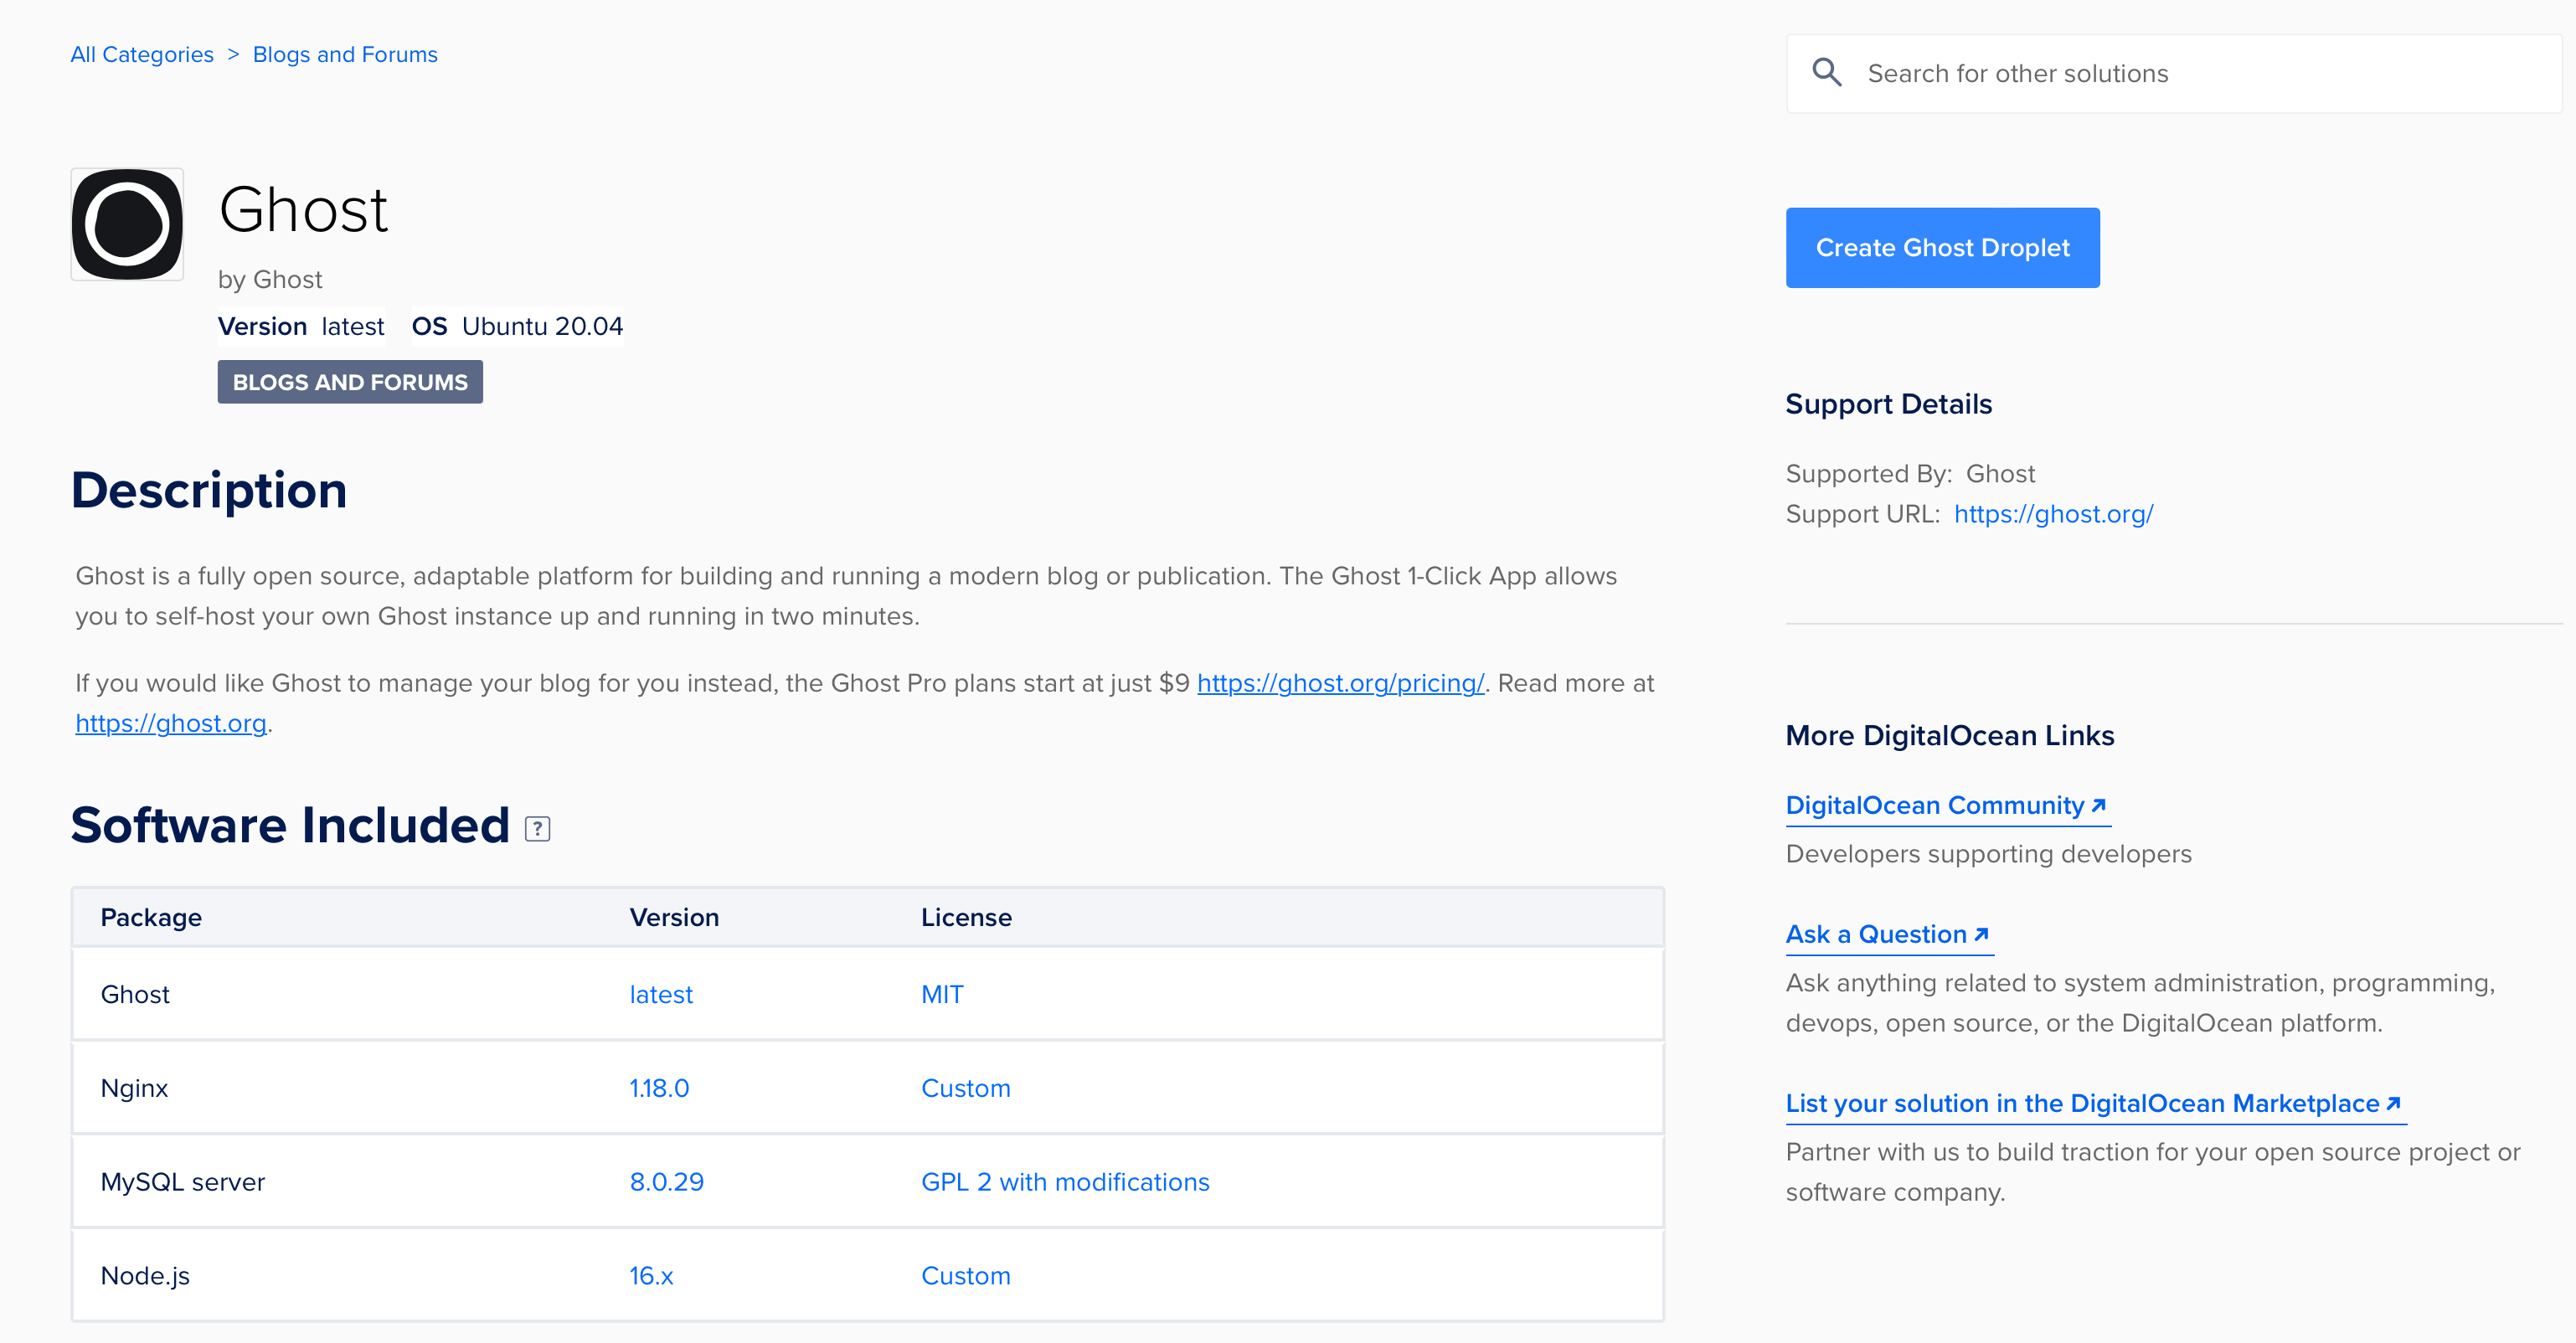 All Categories > Blogs and Forums
Search for other solutions
Ghost
by Ghost
Version latest OS Ubuntu 20.04
BLOGS AND FORUMS
Create Ghost Droplet
Description
Ghost is a fully open source, adaptable platform for building and running a modern blog or publication. The Ghost 1-Click App allows
you to self-host your own Ghost instance up and running in two minutes.
If you would like Ghost to manage your blog for you instead, the Ghost Pro plans start at just $9 https://ghost.org/pricing/. Read more at
https://ghost.org.
Software Included ?
Package Version License
Ghost latest MIT
Nginx 1.18.0 Custom
MySQL server 8.0.29 GPL 2 with modifications
Node.js 16.x Custom
Support Details
Supported By: Ghost
Support URL: https://ghost.org/
More DigitalOcean Links
DigitalOcean Community
Developers supporting developers
Ask a Question
Ask anything related to system administration, programming,
devops, open source, or the DigitalOcean platform.
List your solution in the DigitalOcean Marketplace
Partner with us to build traction for your open source project or
software company.